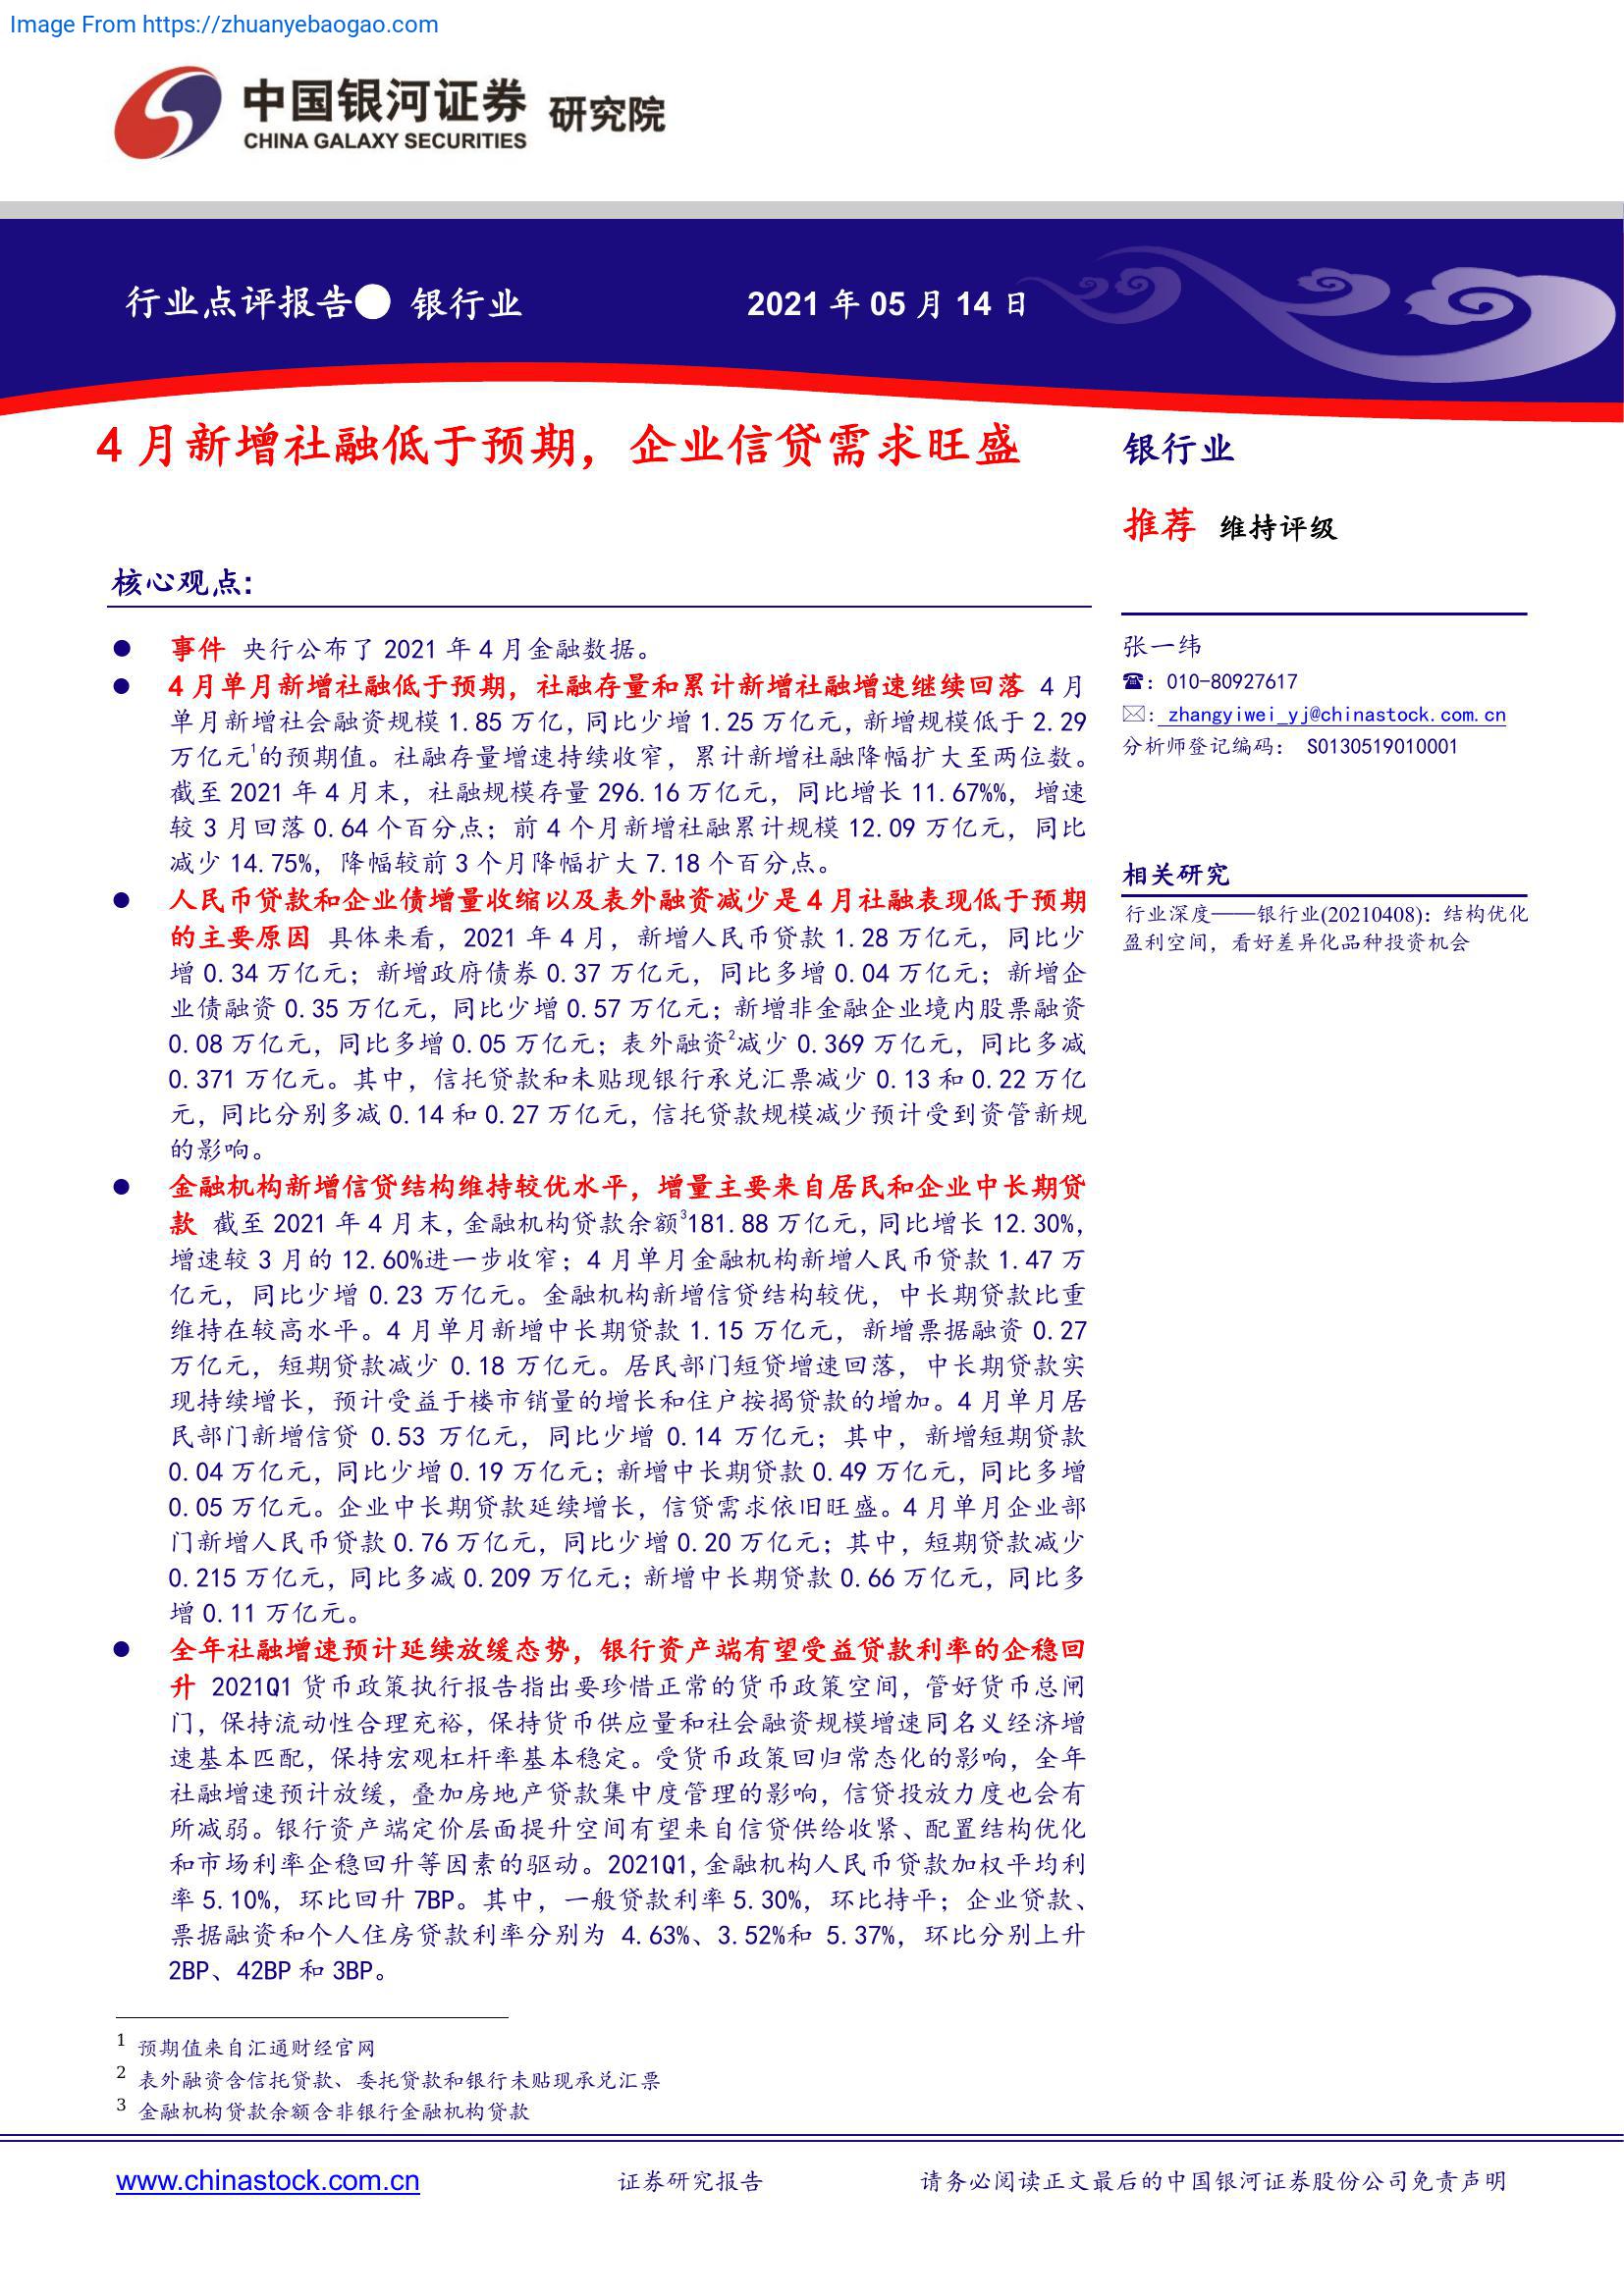 Image From https://zhuanyebaogao.com
中国银河证券 研究院
CHINA GALAXY SECURITIES
行业点评报告● 银行业
2021 年 05 月 14 日
4 月新增社融低于预期，企业信贷需求旺盛
核心观点:
● 事件 央行公布了 2021 年 4 月金融数据。
● 4 月单月新增社融低于预期，社融存量和累计新增社融增速继续回落 4 月
单月新增社会融资规模 1.85 万亿，同比少增 1.25 万亿元，新增规模低于 2.29
万亿元1的预期值。社融存量增速持续收窄，累计新增社融降幅扩大至两位数。
截至 2021 年 4 月末，社融规模存量 296.16 万亿元，同比增长 11.67%%，增速
较 3 月回落 0.64 个百分点；前 4 个月新增社融累计规模 12.09 万亿元，同比
减少 14.75%，降幅较前 3 个月降幅扩大 7.18 个百分点。
● 人民币贷款和企业债增量收缩以及表外融资减少是 4 月社融表现低于预期
的主要原因 具体来看，2021 年 4 月，新增人民币贷款 1.28 万亿元，同比少
增 0.34 万亿元；新增政府债券 0.37 万亿元，同比多增 0.04 万亿元；新增企
业债融资 0.35 万亿元，同比少增 0.57 万亿元；新增非金融企业境内股票融资
0.08 万亿元，同比多增 0.05 万亿元；表外融资2减少 0.369 万亿元，同比多减
0.371 万亿元。其中，信托贷款和未贴现银行承兑汇票减少 0.13 和 0.22 万亿
元，同比分别多减 0.14 和 0.27 万亿元，信托贷款规模减少预计受到资管新规
的影响。
● 金融机构新增信贷结构维持较优水平，增量主要来自居民和企业中长期贷
款 截至 2021 年 4 月末，金融机构贷款余额3181.88 万亿元，同比增长 12.30%，
增速较 3 月的 12.60%进一步收窄；4 月单月金融机构新增人民币贷款 1.47 万
亿元，同比少增 0.23 万亿元。金融机构新增信贷结构较优，中长期贷款比重
维持在较高水平。4 月单月新增中长期贷款 1.15 万亿元，新增票据融资 0.27
万亿元，短期贷款减少 0.18 万亿元。居民部门短贷增速回落，中长期贷款实
现持续增长，预计受益于楼市销量的增长和住户按揭贷款的增加。4 月单月居
民部门新增信贷 0.53 万亿元，同比少增 0.14 万亿元；其中，新增短期贷款
0.04 万亿元，同比少增 0.19 万亿元；新增中长期贷款 0.49 万亿元，同比多增
0.05 万亿元。企业中长期贷款延续增长，信贷需求依旧旺盛。4 月单月企业部
门新增人民币贷款 0.76 万亿元，同比少增 0.20 万亿元；其中，短期贷款减少
0.215 万亿元，同比多减 0.209 万亿元；新增中长期贷款 0.66 万亿元，同比多
增 0.11 万亿元。
● 全年社融增速预计延续放缓态势，银行资产端有望受益贷款利率的企稳回
升 2021Q1 货币政策执行报告指出要珍惜正常的货币政策空间，管好货币总闸
门，保持流动性合理充裕，保持货币供应量和社会融资规模增速同名义经济增
速基本匹配，保持宏观杠杆率基本稳定。受货币政策回归常态化的影响，全年
社融增速预计放缓，叠加房地产贷款集中度管理的影响，信贷投放力度也会有
所减弱。银行资产端定价层面提升空间有望来自信贷供给收紧、配置结构优化
和市场利率企稳回升等因素的驱动。2021Q1，金融机构人民币贷款加权平均利
率 5.10%，环比回升 7BP。其中，一般贷款利率 5.30%，环比持平；企业贷款、
票据融资和个人住房贷款利率分别为 4.63%、3.52%和 5.37%，环比分别上升
2BP、42BP 和 3BP。
银行业
推荐 维持评级
张一纬
☎: 010-80927617
✉: zhangyiwei_yj@chinastock.com.cn
分析师登记编码： S0130519010001
相关研究
行业深度——银行业(20210408)：结构优化
盈利空间，看好差异化品种投资机会
1 预期值来自汇通财经官网
2 表外融资含信托贷款、委托贷款和银行未贴现承兑汇票
3 金融机构贷款余额含非银行金融机构贷款
www.chinastock.com.cn
证券研究报告
请务必阅读正文最后的中国银河证券股份公司免责声明